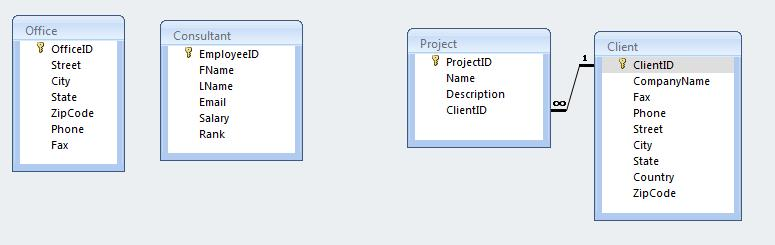 Office
OfficeID
Street
City
State
ZipCode
Phone
Fax
Consultant
EmployeeID
FName
LName
Email
Salary
Rank
Project
ProjectID
Name
Description
ClientID
∞
1
Client
ClientID
CompanyName
Fax
Phone
Street
City
State
Country
ZipCode